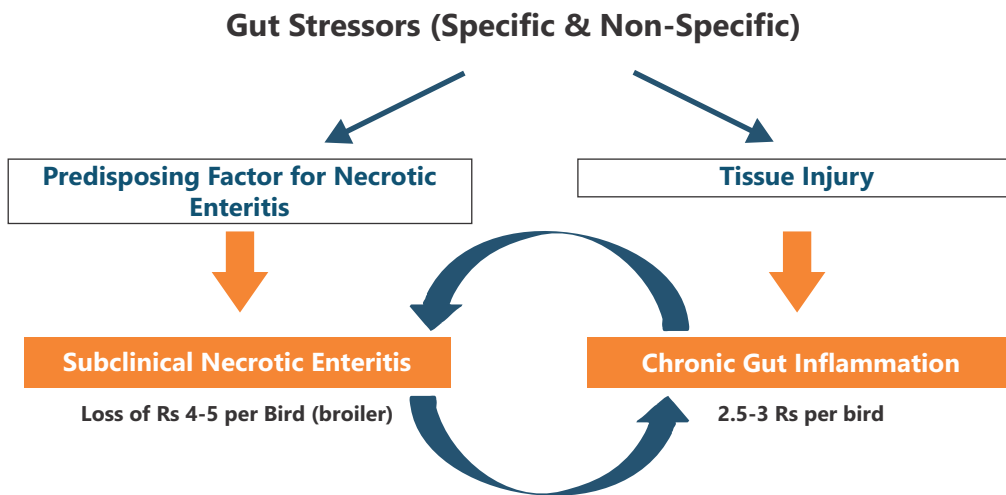 Gut Stressors (Specific & Non-Specific)
Predisposing Factor for Necrotic
Enteritis
Tissue Injury
Subclinical Necrotic Enteritis
Chronic Gut Inflammation
Loss of Rs 4-5 per Bird (broiler)
2.5-3 Rs per bird